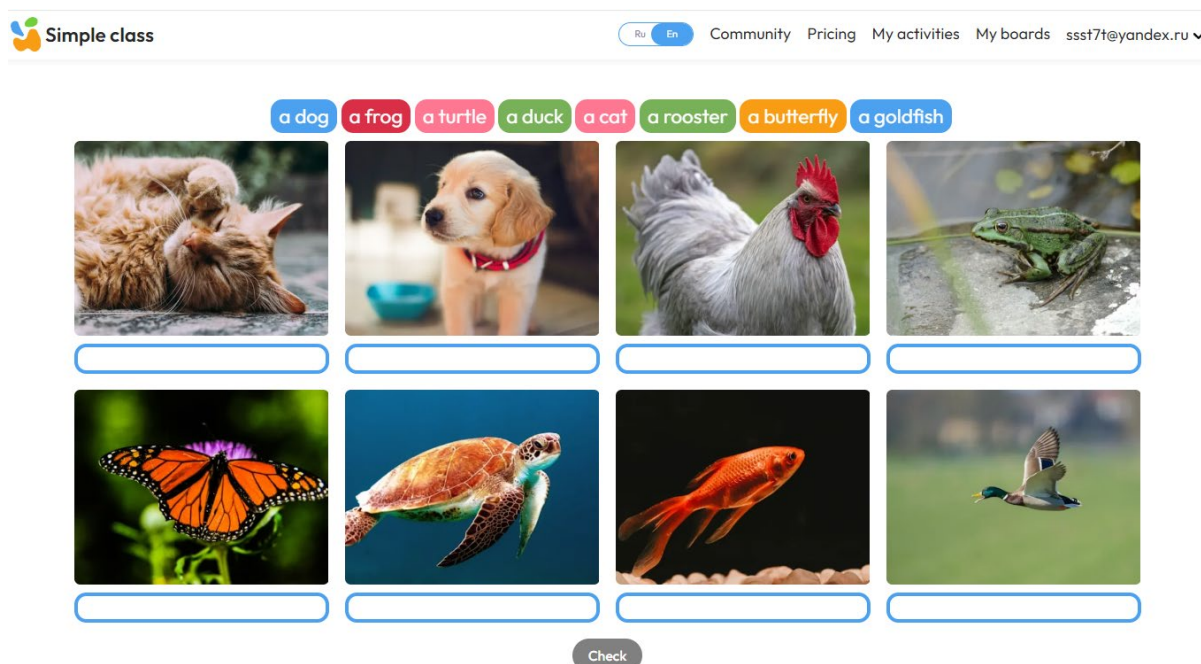 Simple class
Ru En Community Pricing My activities My boards ssst7t@yandex.ru
a dog a frog a turtle a duck a cat a rooster a butterfly a goldfish
Check